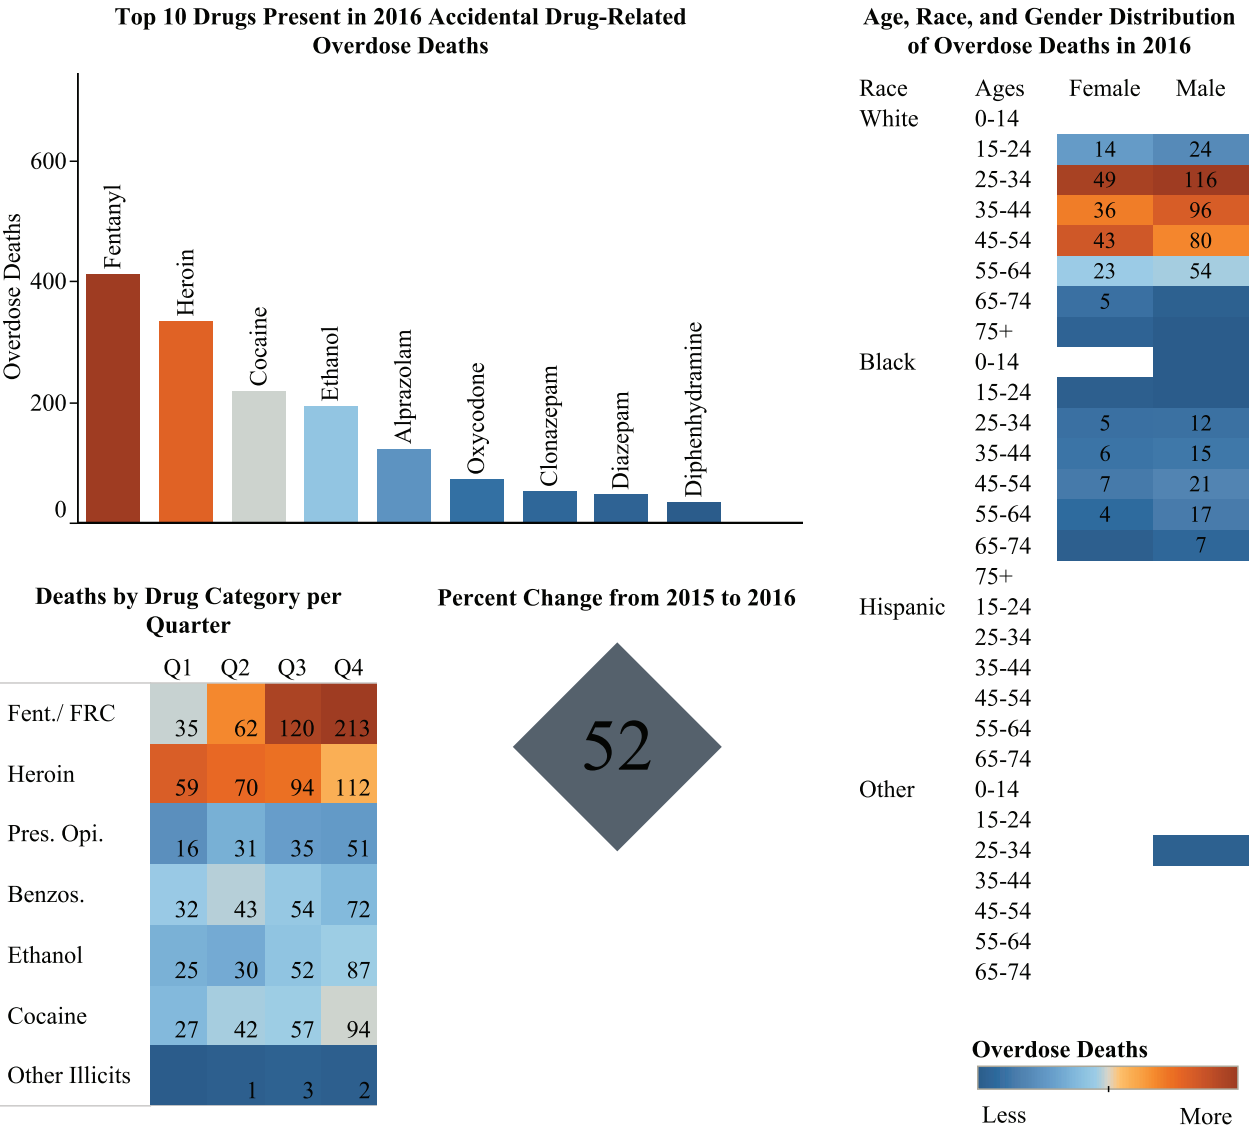 Top 10 Drugs Present in 2016 Accidental Drug-Related
Overdose Deaths
Overdose Deaths
600
400
200
0
Fentanyl
Heroin
Cocaine
Ethanol
Alprazolam
Oxycodone
Clonazepam
Diazepam
Diphenhydramine
Deaths by Drug Category per
Quarter
Q1 Q2 Q3 Q4
Fent./ FRC 35 62 120 213
Heroin 59 70 94 112
Pres. Opi. 16 31 35 51
Benzos. 32 43 54 72
Ethanol 25 30 52 87
Cocaine 27 42 57 94
Other Illicits 1 3 2
Percent Change from 2015 to 2016
52
Age, Race, and Gender Distribution
of Overdose Deaths in 2016
Race Ages Female Male
White 0-14
15-24 14 24
25-34 49 116
35-44 36 96
45-54 43 80
55-64 23 54
65-74 5
75+
Black 0-14
15-24
25-34 5 12
35-44 6 15
45-54 7 21
55-64 4 17
65-74 7
75+
Hispanic 15-24
25-34
35-44
45-54
55-64
65-74
Other 0-14
15-24
25-34
35-44
45-54
55-64
65-74
Overdose Deaths
Less More